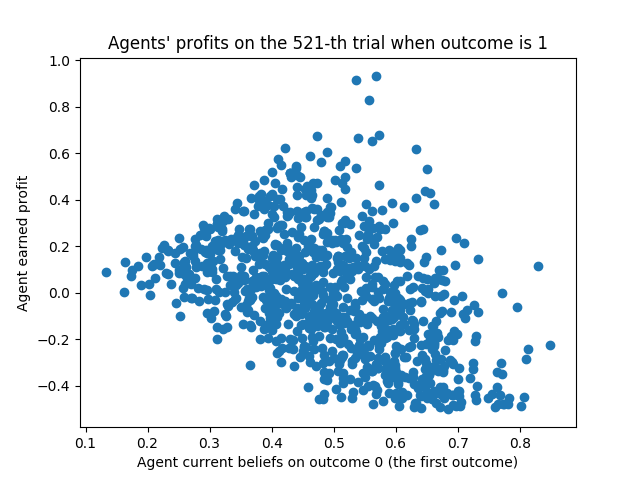 Agents' profits on the 521-th trial when outcome is 1
1.0
0.8
0.6
0.4
0.2
0.0
−0.2
−0.4
Agent earned profit
0.1 0.2 0.3 0.4 0.5 0.6 0.7 0.8
Agent current beliefs on outcome 0 (the first outcome)